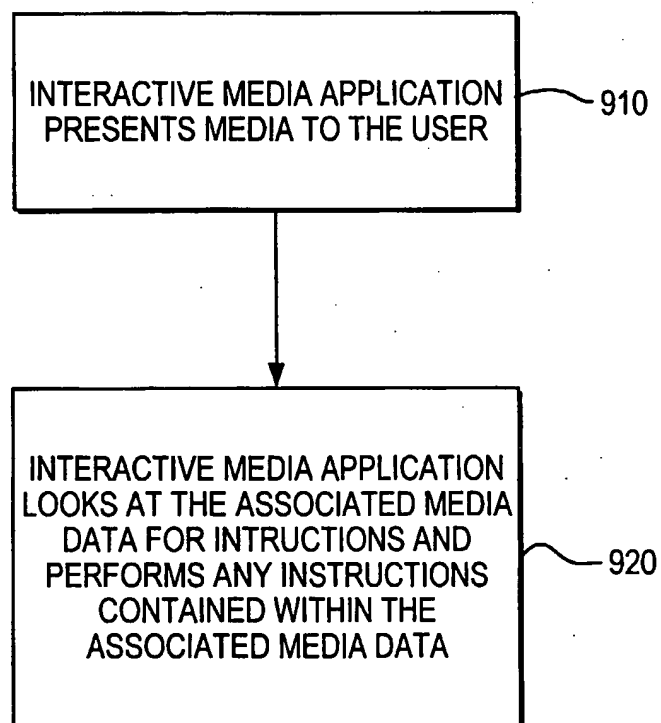 INTERACTIVE MEDIA APPLICATION
PRESENTS MEDIA TO THE USER
910
INTERACTIVE MEDIA APPLICATION
LOOKS AT THE ASSOCIATED MEDIA
DATA FOR INTRUCTIONS AND
PERFORMS ANY INSTRUCTIONS
CONTAINED WITHIN THE
ASSOCIATED MEDIA DATA
920